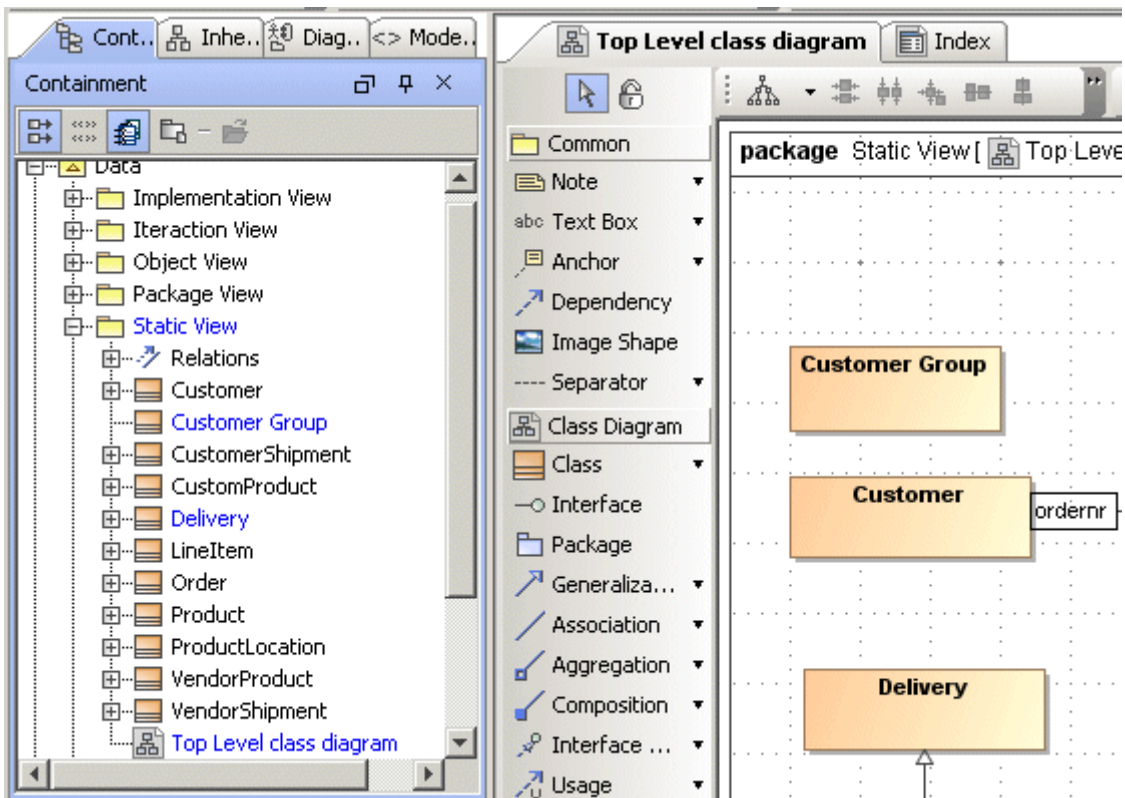 Cont..
Inhe..
Diag..
<> Mode..
Containment
Data
Implementation View
Iteraction View
Object View
Package View
Static View
Relations
Customer
Customer Group
CustomerShipment
CustomProduct
Delivery
LineItem
Order
Product
ProductLocation
VendorProduct
VendorShipment
Top Level class diagram
Top Level class diagram
Index
Common
Note
abc Text Box
Anchor
Dependency
Image Shape
Separator
Class Diagram
Class
Interface
Package
Generaliza...
Association
Aggregation
Composition
Interface ...
Usage
package Static View[ Top Leve
Customer Group
Customer
ordernr
Delivery